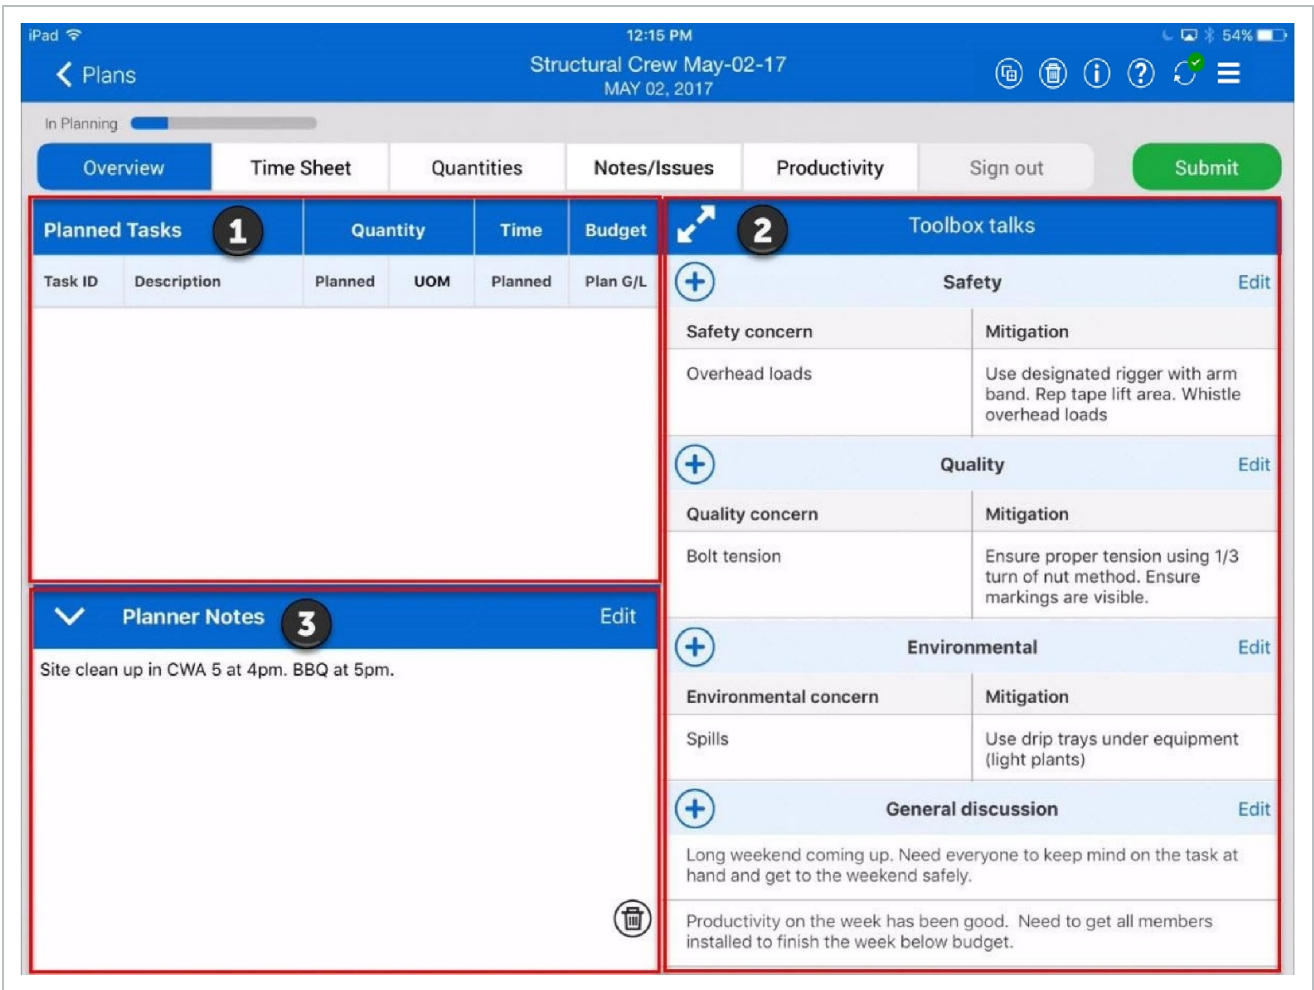 iPad 12:15 PM 54%
Plans
Structural Crew May-02-17
MAY 02, 2017
In Planning
Overview Time Sheet Quantities Notes/Issues Productivity Sign out Submit
Planned Tasks 1 Quantity Time Budget
Task ID Description Planned UOM Planned Plan G/L
2 Toolbox talks
Safety Edit
Safety concern Mitigation
Overhead loads Use designated rigger with arm
band. Rep tape lift area. Whistle
overhead loads
Quality Edit
Quality concern Mitigation
Bolt tension Ensure proper tension using 1/3
turn of nut method. Ensure
markings are visible.
Environmental Edit
Environmental concern Mitigation
Spills Use drip trays under equipment
(light plants)
General discussion Edit
Long weekend coming up. Need everyone to keep mind on the task at
hand and get to the weekend safely.
Productivity on the week has been good. Need to get all members
installed to finish the week below budget.
Planner Notes 3 Edit
Site clean up in CWA 5 at 4pm. BBQ at 5pm.